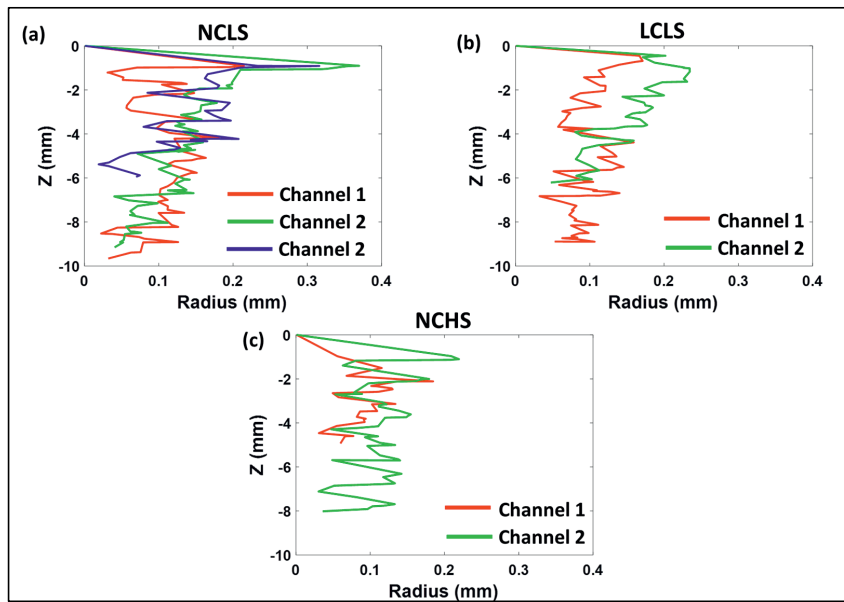 (a) NCLS
0
-2
-4
-6
-8
-10
Z (mm)
0 0.1 0.2 0.3 0.4
Radius (mm)
Channel 1
Channel 2
Channel 2
(b) LCLS
0
-2
-4
-6
-8
-10
Z (mm)
0 0.1 0.2 0.3 0.4
Radius (mm)
Channel 1
Channel 2
(c) NCHS
0
-2
-4
-6
-8
-10
Z (mm)
0 0.1 0.2 0.3 0.4
Radius (mm)
Channel 1
Channel 2